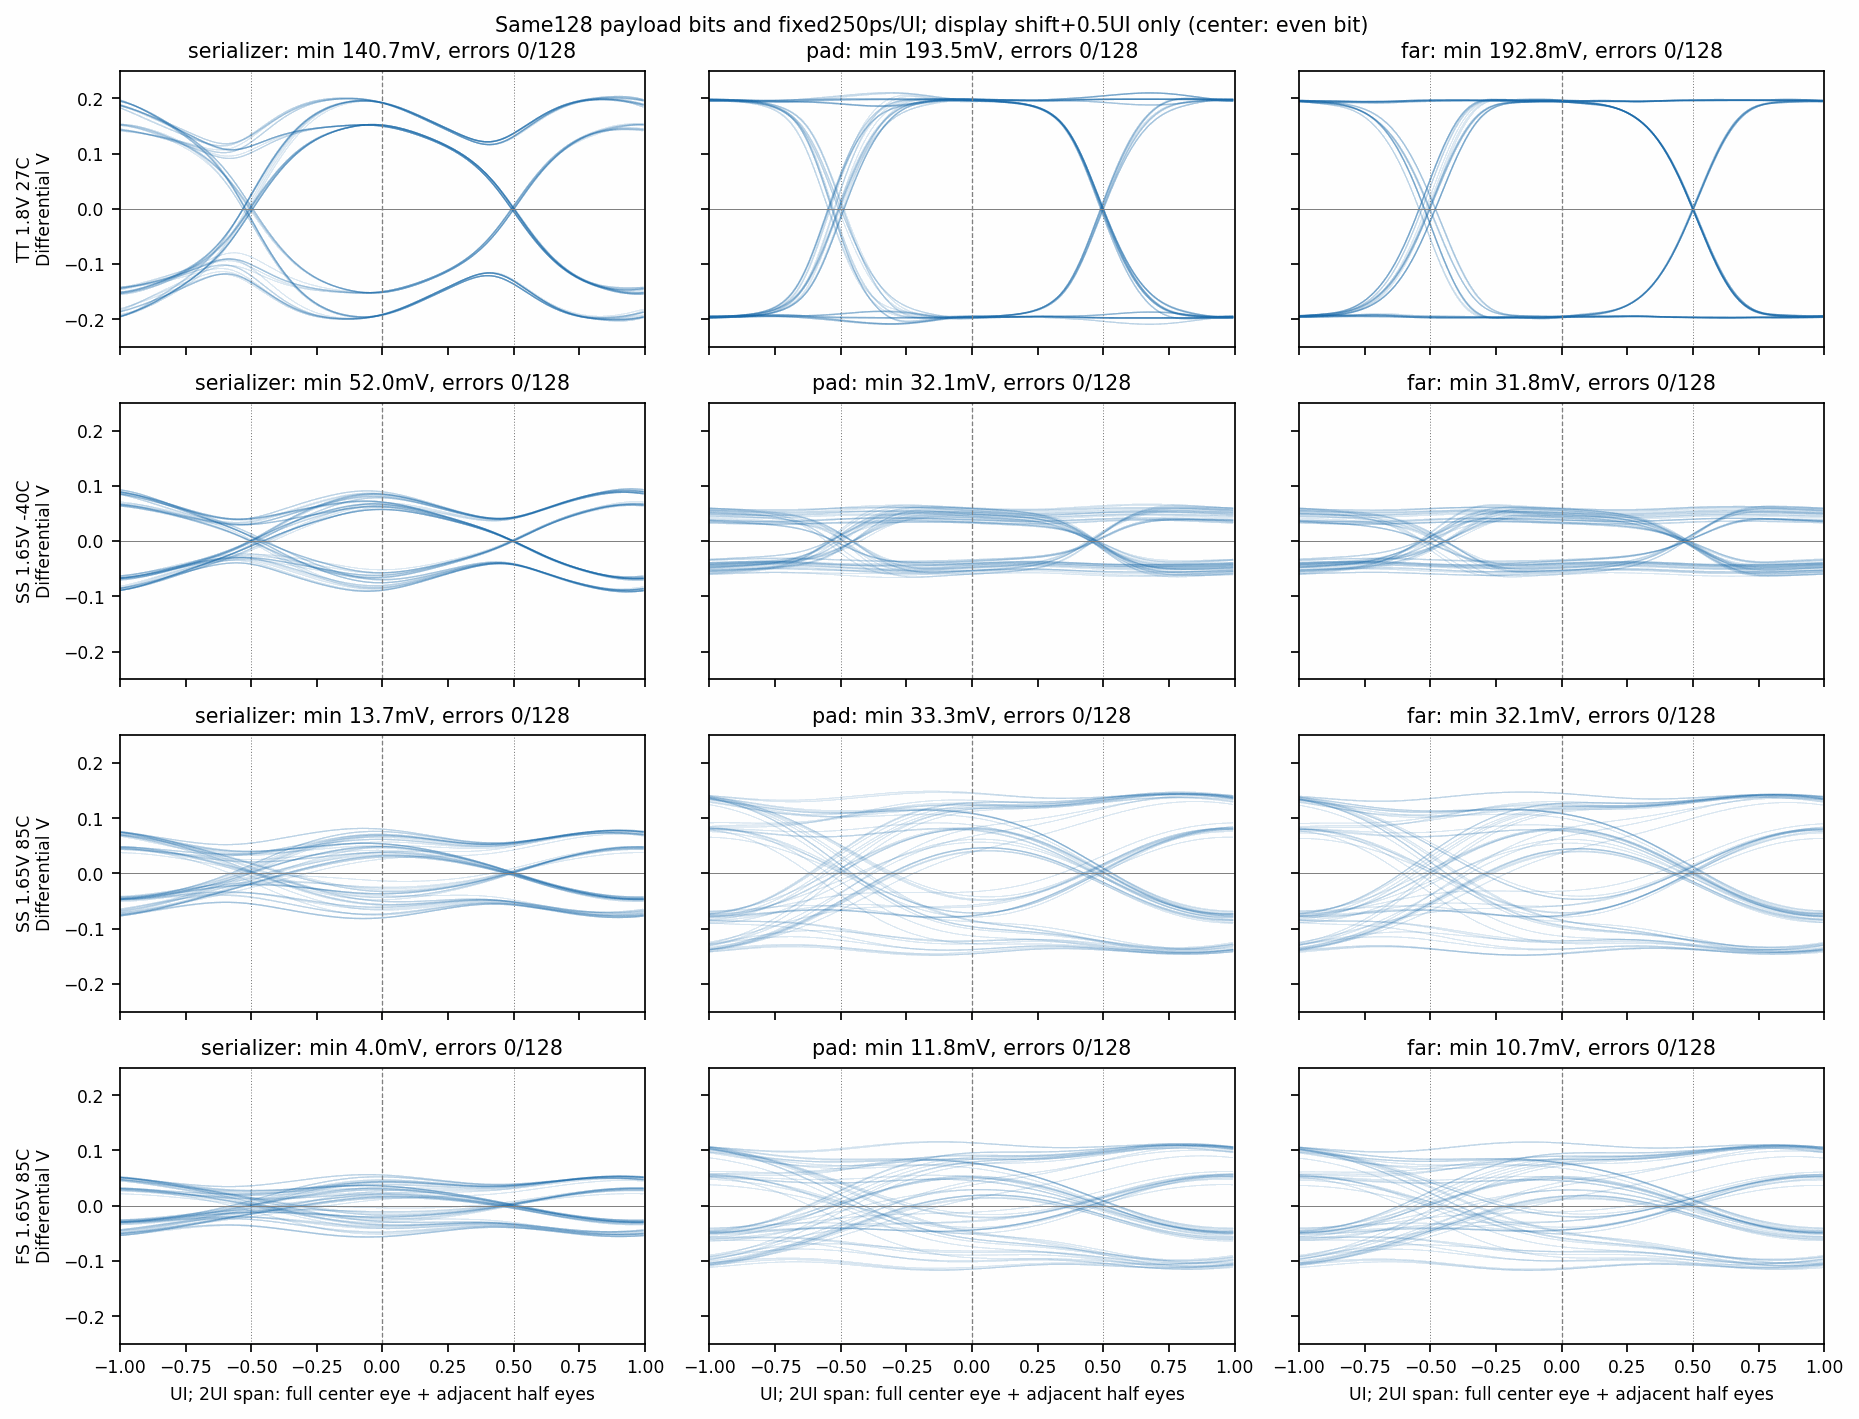 Same128 payload bits and fixed250ps/UI; display shift+0.5UI only (center: even bit)
serializer: min 140.7mV, errors 0/128
pad: min 193.5mV, errors 0/128
far: min 192.8mV, errors 0/128
TT 1.8V 27C
Differential V
0.2
0.1
0.0
−0.1
−0.2
serializer: min 52.0mV, errors 0/128
pad: min 32.1mV, errors 0/128
far: min 31.8mV, errors 0/128
SS 1.65V -40C
Differential V
0.2
0.1
0.0
−0.1
−0.2
serializer: min 13.7mV, errors 0/128
pad: min 33.3mV, errors 0/128
far: min 32.1mV, errors 0/128
SS 1.65V 85C
Differential V
0.2
0.1
0.0
−0.1
−0.2
serializer: min 4.0mV, errors 0/128
pad: min 11.8mV, errors 0/128
far: min 10.7mV, errors 0/128
FS 1.65V 85C
Differential V
0.2
0.1
0.0
−0.1
−0.2
−1.00 −0.75 −0.50 −0.25 0.00 0.25 0.50 0.75 1.00
−1.00 −0.75 −0.50 −0.25 0.00 0.25 0.50 0.75 1.00
−1.00 −0.75 −0.50 −0.25 0.00 0.25 0.50 0.75 1.00
UI; 2UI span: full center eye + adjacent half eyes
UI; 2UI span: full center eye + adjacent half eyes
UI; 2UI span: full center eye + adjacent half eyes